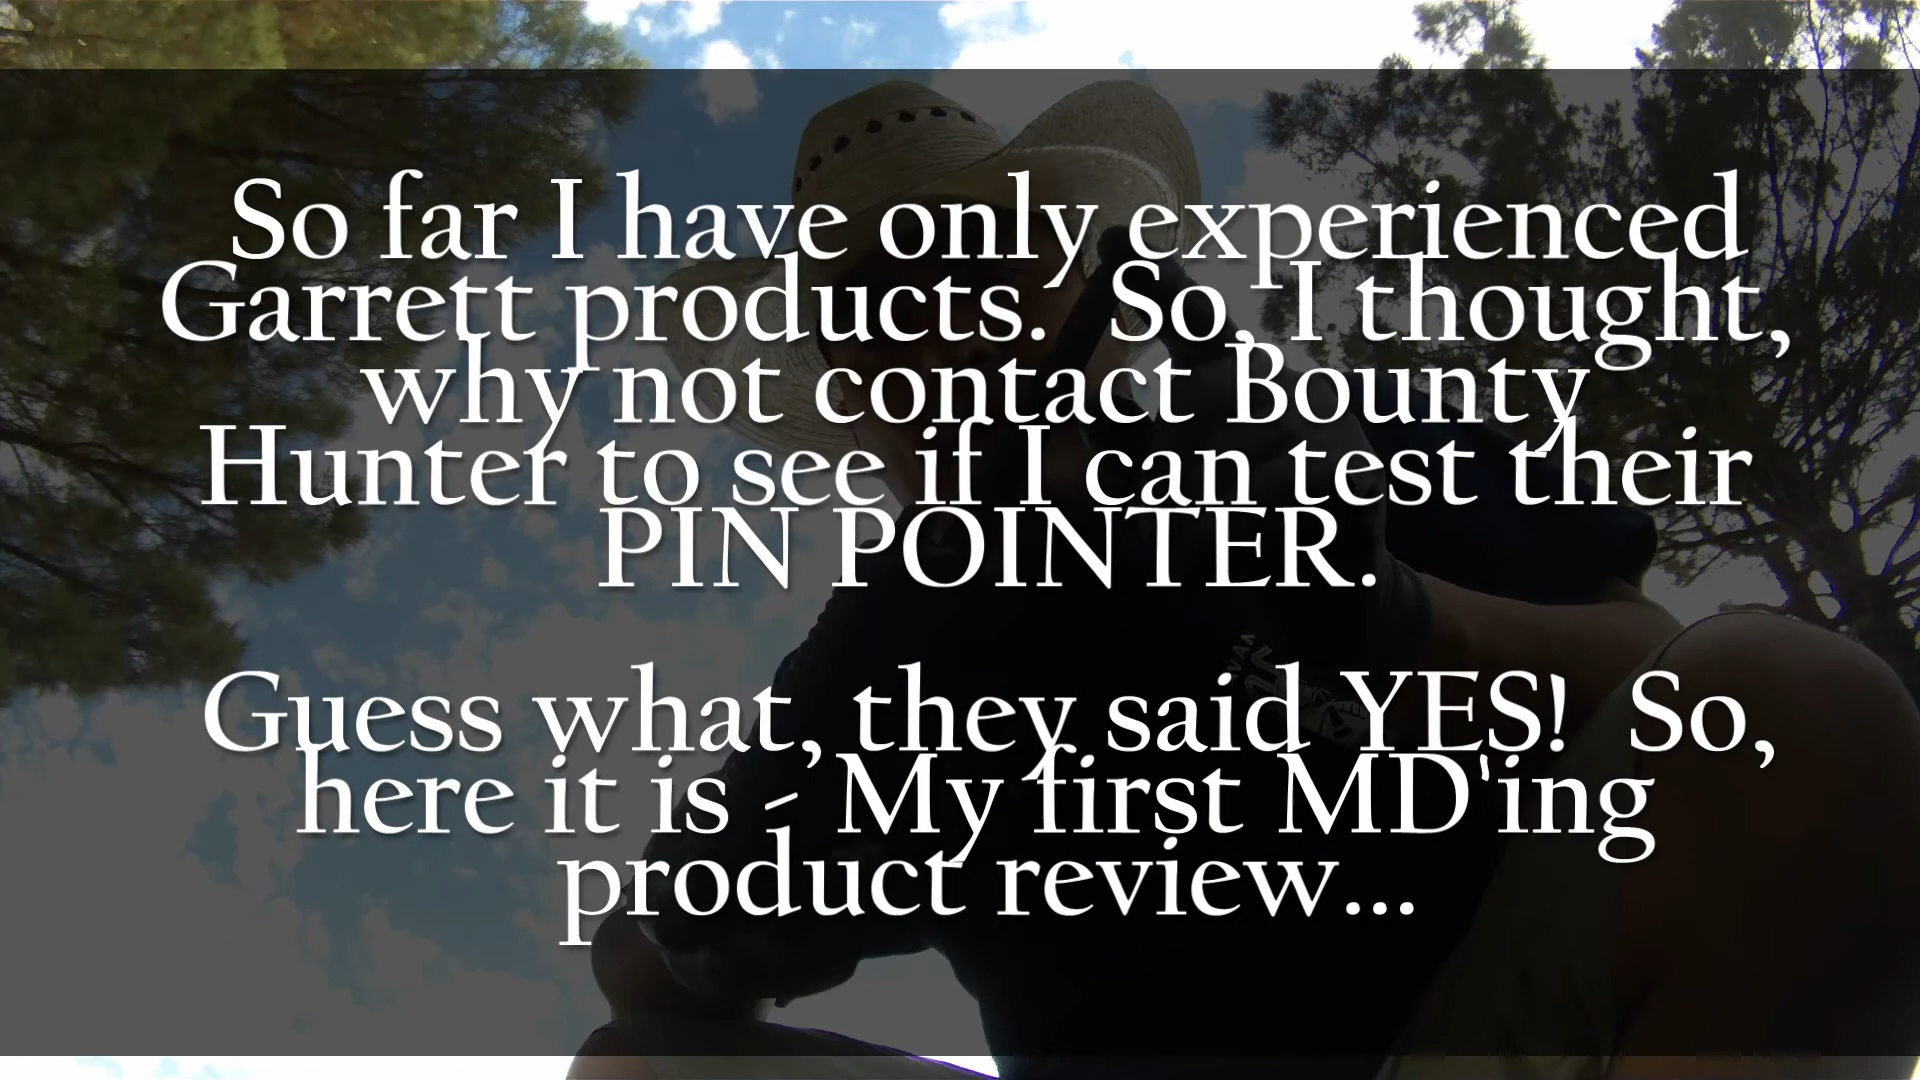 So far I have only experienced
Garrett products.  So, I thought,
why not contact Bounty
Hunter to see if I can test their
PIN POINTER.
Guess what, they said YES!  So,
here it is - My first MD'ing
product review...